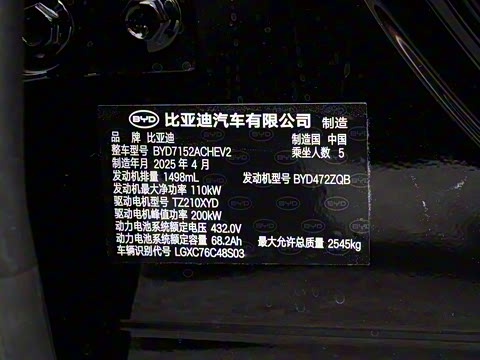 BYD 比亚迪汽车有限公司 制造
品 牌 比亚迪 制造国 中国
整车型号 BYD7152ACHEV2 乘坐人数 5
制造年月 2025 年 4 月
发动机排量 1498mL 发动机型号 BYD472ZQB
发动机最大净功率 110kW
驱动电机型号 TZ210XYD
驱动电机峰值功率 200kW
动力电池系统额定电压 432.0V
动力电池系统额定容量 68.2Ah 最大允许总质量 2545kg
车辆识别代号 LGXC76C48S03